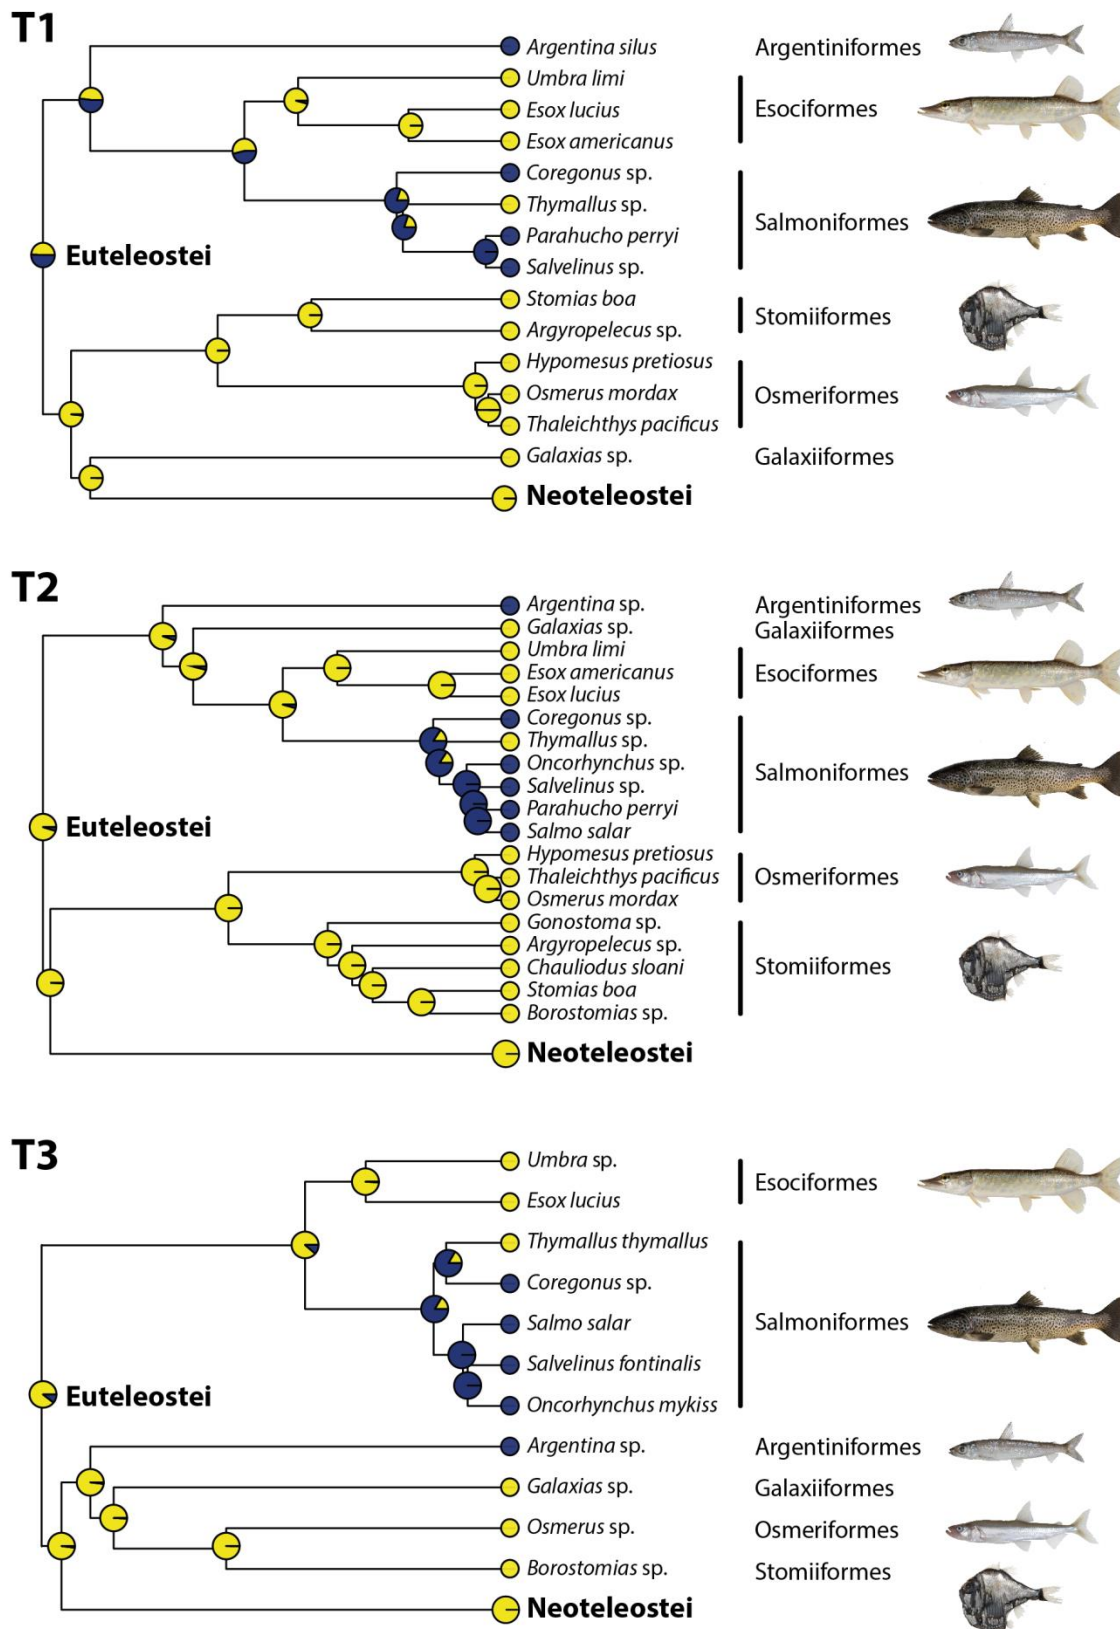 T1
Argentina silus
Argentiniformes
Umbra limi
Esox lucius
Esociformes
Esox americanus
Coregonus sp.
Thymallus sp.
Salmoniformes
Parahucho perryi
Euteleostei
Salvelinus sp.
Stomias boa
Stomiiformes
Argyropelecus sp.
Hypomesus pretiosus
Osmerus mordax
Osmeriformes
Thaleichthys pacificus
Galaxias sp.
Galaxiiformes
Neoteleostei
T2
Argentina sp.
Argentiniformes
Galaxias sp.
Galaxiiformes
Umbra limi
Esox americanus
Esociformes
Esox lucius
Coregonus sp.
Thymallus sp.
Oncorhynchus sp.
Salmoniformes
Salvelinus sp.
Parahucho perryi
Euteleostei
Salmo salar
Hypomesus pretiosus
Thaleichthys pacificus
Osmeriformes
Osmerus mordax
Gonostoma sp.
Argyropelecus sp.
Chauliodus sloani
Stomiiformes
Stomias boa
Borostomias sp.
Neoteleostei
T3
Umbra sp.
Esociformes
Esox lucius
Thymallus thymallus
Coregonus sp.
Salmo salar
Salmoniformes
Salvelinus fontinalis
Euteleostei
Oncorhynchus mykiss
Argentina sp.
Argentiniformes
Galaxias sp.
Galaxiiformes
Osmerus sp.
Osmeriformes
Borostomias sp.
Stomiiformes
Neoteleostei